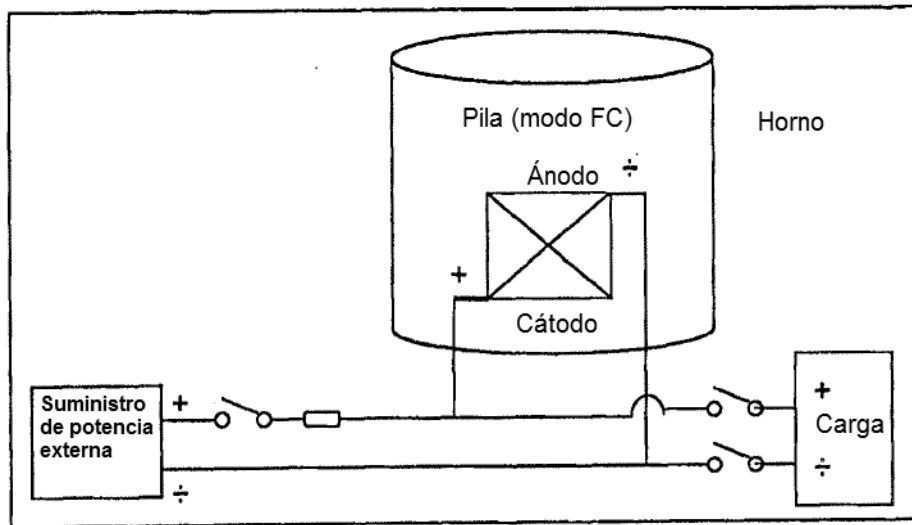 Pila (modo FC)
Horno
÷
Ánodo
+
Cátodo
Suministro
de potencia
externa
+
÷
+
Carga
÷